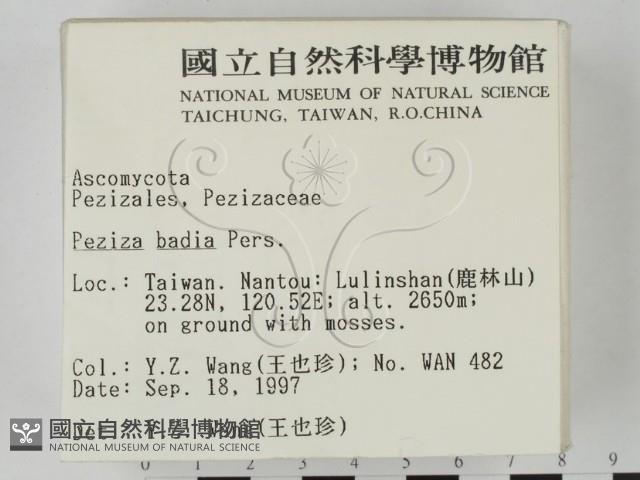 國立自然科學博物館
NATIONAL MUSEUM OF NATURAL SCIENCE
TAICHUNG, TAIWAN, R.O.CHINA
Ascomycota
Pezizales, Pezizaceae
Peziza badia Pers.
Loc.: Taiwan. Nantou: Lulinshan(鹿林山)
23.28N, 120.52E; alt. 2650m;
on ground with mosses.
Col.: Y.Z. Wang(王也珍); No. WAN 482
Date: Sep. 18, 1997
(王也珍)
國立自然科學博物館
NATIONAL MUSEUM OF NATURAL SCIENCE
0 1 2 3 4 5 6 7 8 9